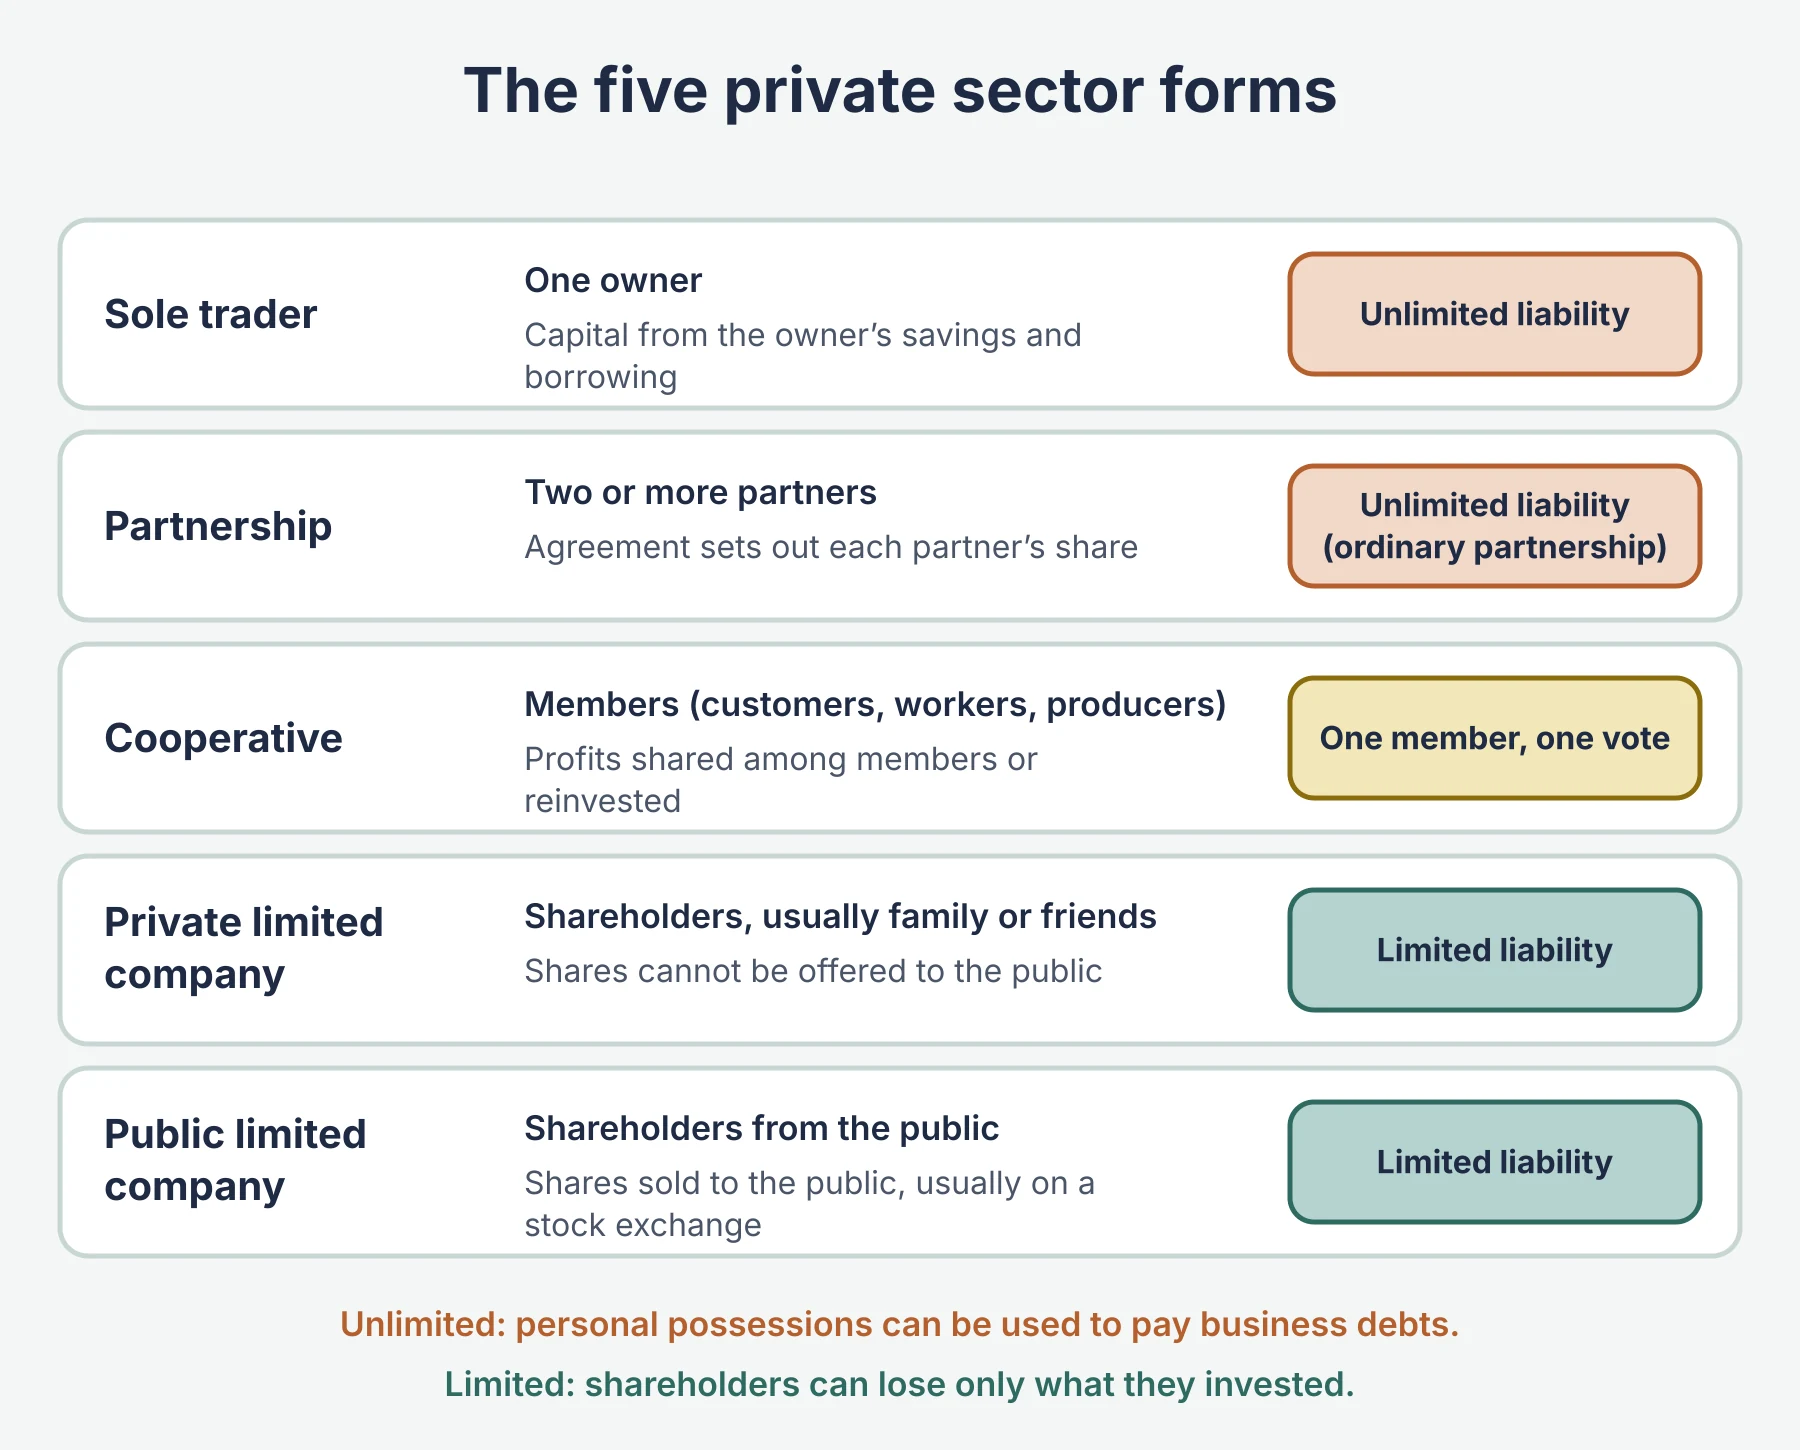 The five private sector forms
Sole trader
One owner
Capital from the owner’s savings and
borrowing
Unlimited liability
Partnership
Two or more partners
Agreement sets out each partner’s share
Unlimited liability
(ordinary partnership)
Cooperative
Members (customers, workers, producers)
Profits shared among members or
reinvested
One member, one vote
Private limited
company
Shareholders, usually family or friends
Shares cannot be offered to the public
Limited liability
Public limited
company
Shareholders from the public
Shares sold to the public, usually on a
stock exchange
Limited liability
Unlimited: personal possessions can be used to pay business debts.
Limited: shareholders can lose only what they invested.